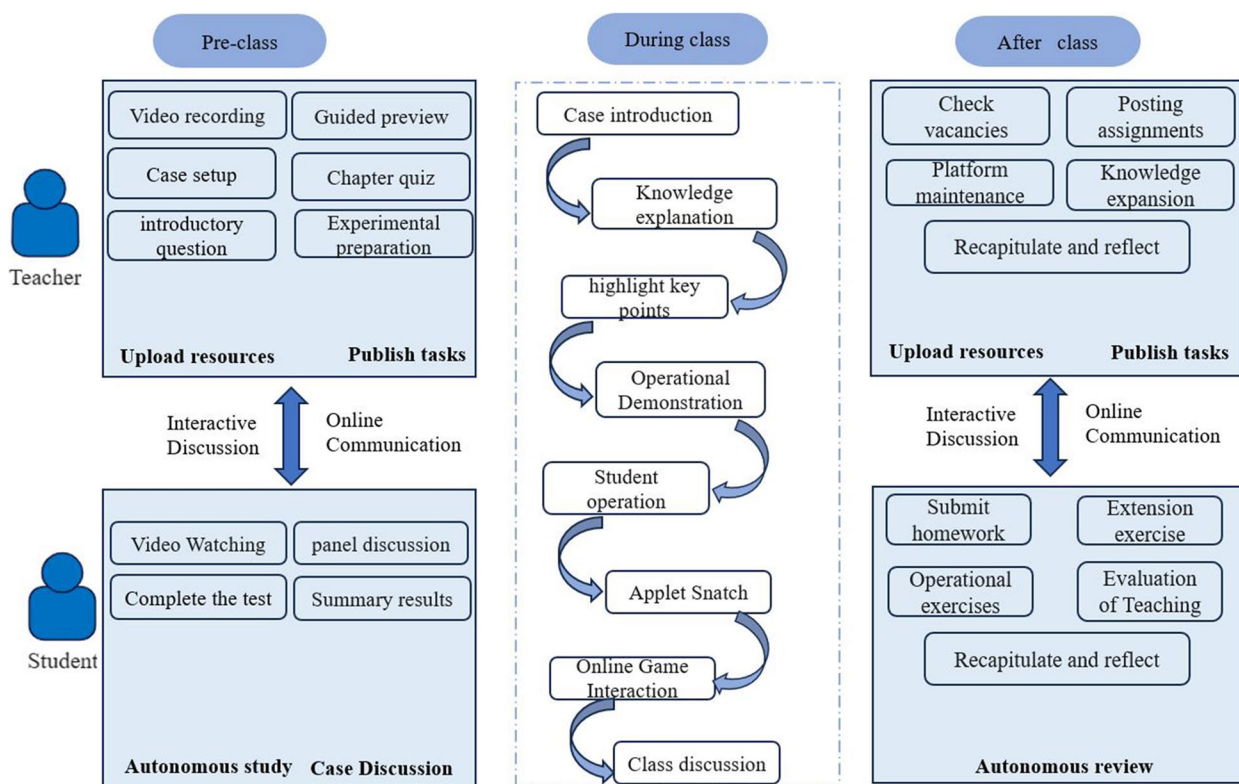 Pre-class
During class
After class
Video recording
Guided preview
Case setup
Chapter quiz
introductory
question
Experimental
preparation
Teacher
Upload resources
Publish tasks
Interactive
Discussion
Online
Communication
Video Watching
panel discussion
Complete the test
Summary results
Student
Autonomous study
Case Discussion
Case introduction
Knowledge
explanation
highlight key
points
Operational
Demonstration
Student
operation
Applet Snatch
Online Game
Interaction
Class discussion
Check
vacancies
Posting
assignments
Platform
maintenance
Knowledge
expansion
Recapitulate and reflect
Upload resources
Publish tasks
Interactive
Discussion
Online
Communication
Submit
homework
Extension
exercise
Operational
exercises
Evaluation
of Teaching
Recapitulate and reflect
Autonomous review